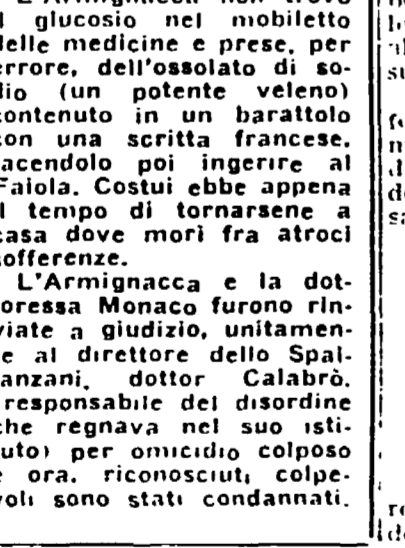 L'Armignacca non trovò
l glucosio nel mobiletto
delle medicine e prese, per
errore, dell'ossolato di so-
dio (un potente veleno)
contenuto in un barattolo
con una scritta francese,
facendolo poi ingerire al
Faiola. Costui ebbe appena
l tempo di tornarsene a
casa dove morì fra atroci
sofferenze.
L'Armignacca e la dot-
toressa Monaco furono rin-
viate a giudizio, unitamen-
e al direttore dello Spal-
anzani, dottor Calabrò,
responsabile del disordine
che regnava nel suo isti-
tuto) per omicidio colposo
e ora, riconosciuti colpe-
voli sono stati condannati.